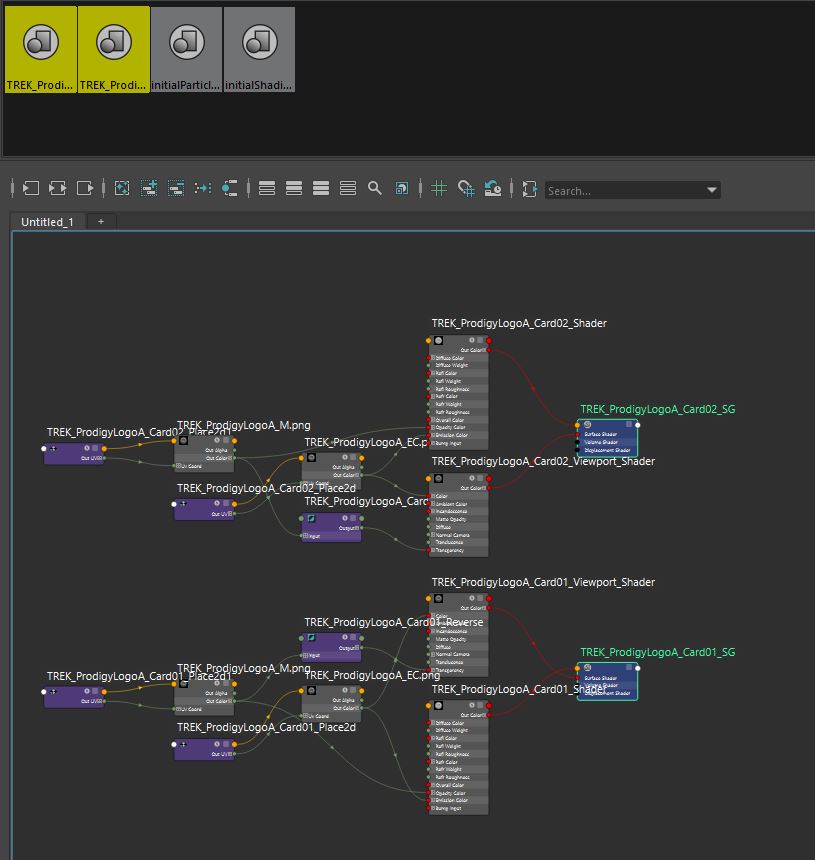 TREK_Prodi...
TREK_Prodi...
initialParticl...
initialShadi...
Search...
Untitled_1
+
TREK_ProdigyLogoA_Card02_Shader
Out Color
Diffuse Color
Diffuse Weight
Refl Color
Refl Weight
Refl Roughness
Refr Color
Refr Weight
Refr Roughness
Overall Color
Opacity Color
Emission Color
Bump Input
TREK_ProdigyLogoA_Card02_SG
Surface Shader
Volume Shader
Displacement Shader
TREK_ProdigyLogoA_Card02_Place2d1
Out UV
TREK_ProdigyLogoA_M.png
Out Alpha
Out Color
Uv Coord
TREK_ProdigyLogoA_EC.p
Out Alpha
Out Color
Uv Coord
TREK_ProdigyLogoA_Card02_Viewport_Shader
Out Color
Color
Ambient Color
Incandescence
Matte Opacity
Diffuse
Normal Camera
Translucence
Transparency
TREK_ProdigyLogoA_Card02_Place2d
Out UV
TREK_ProdigyLogoA_Card
Output
Input
TREK_ProdigyLogoA_Card01_Viewport_Shader
Out Color
Color
Incandescence
Matte Opacity
Diffuse
Normal Camera
Translucence
Transparency
TREK_ProdigyLogoA_Card01_Reverse
Output
Input
TREK_ProdigyLogoA_Card01_SG
Surface Shader
Volume Shader
Displacement Shader
TREK_ProdigyLogoA_Card01_Place2d1
Out UV
TREK_ProdigyLogoA_M.png
Out Alpha
Out Color
Uv Coord
TREK_ProdigyLogoA_EC.png
Out Alpha
Out Color
Uv Coord
TREK_ProdigyLogoA_Card01_Shader
Out Color
Diffuse Color
Diffuse Weight
Refl Color
Refl Weight
Refl Roughness
Refr Color
Refr Weight
Refr Roughness
Overall Color
Opacity Color
Emission Color
Bump Input
TREK_ProdigyLogoA_Card01_Place2d
Out UV